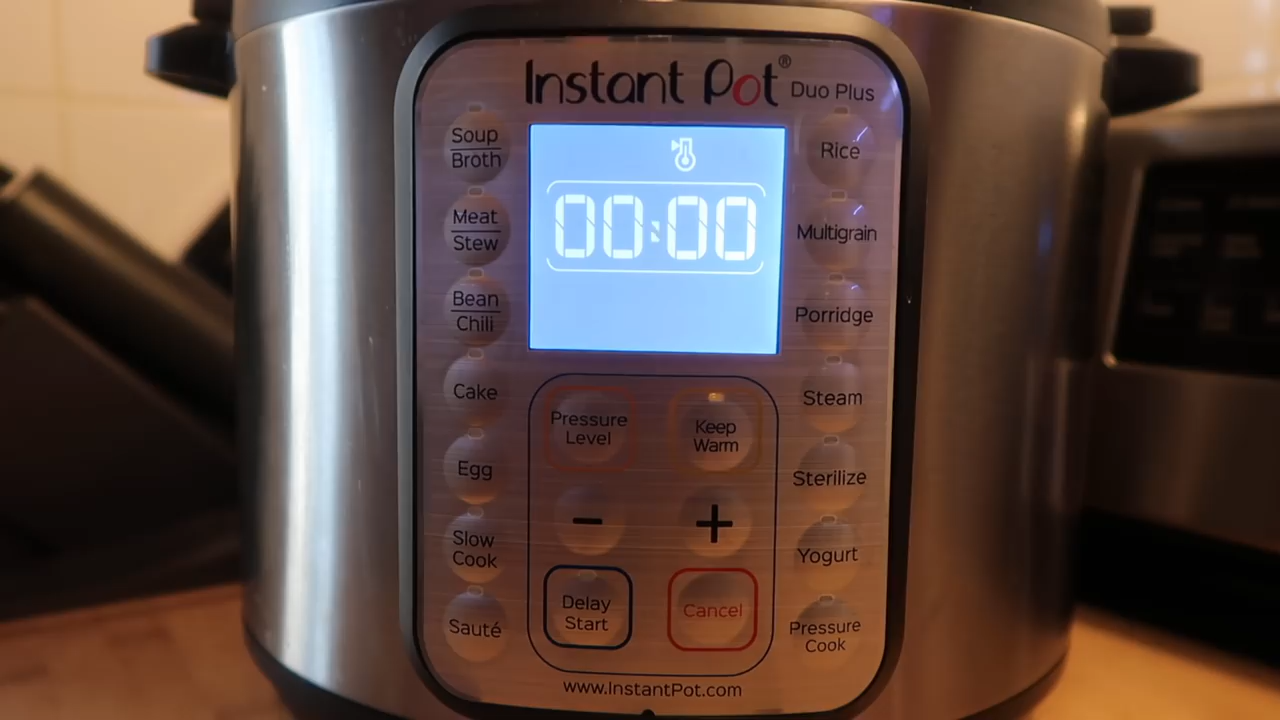 Instant Pot® Duo Plus
00:00
Soup
Broth
Meat
Stew
Bean
Chili
Cake
Egg
Slow
Cook
Sauté
Pressure
Level
Keep
Warm
−
+
Delay
Start
Cancel
Rice
Multigrain
Porridge
Steam
Sterilize
Yogurt
Pressure
Cook
www.InstantPot.com